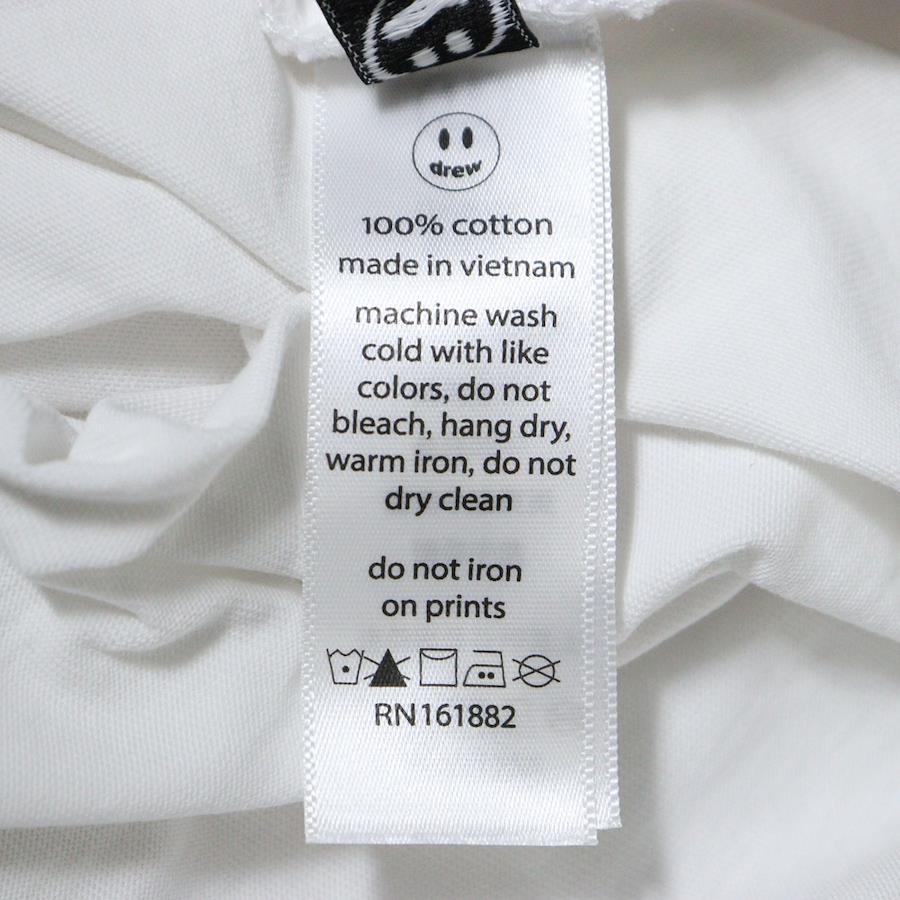 drew
100% cotton
made in vietnam
machine wash
cold with like
colors, do not
bleach, hang dry,
warm iron, do not
dry clean
do not iron
on prints
RN161882